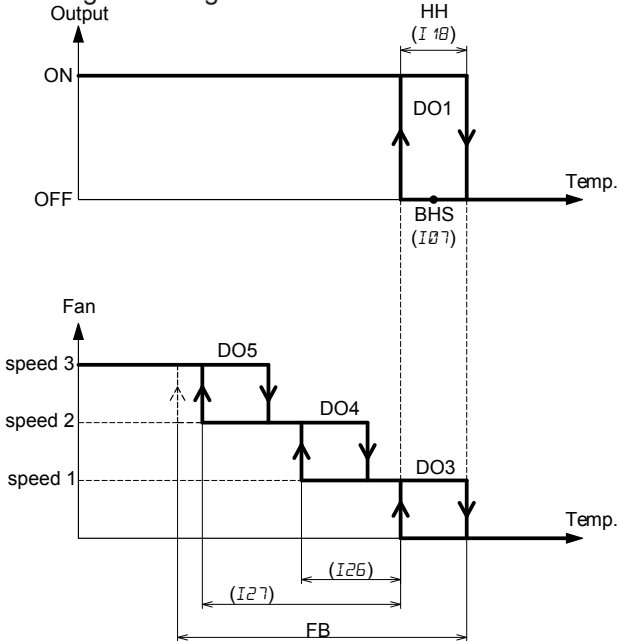 Output
HH
(I18)
ON
DO1
OFF
Temp.
BHS
(I07)
Fan
speed 3
DO5
speed 2
DO4
speed 1
DO3
Temp.
(I26)
(I27)
FB